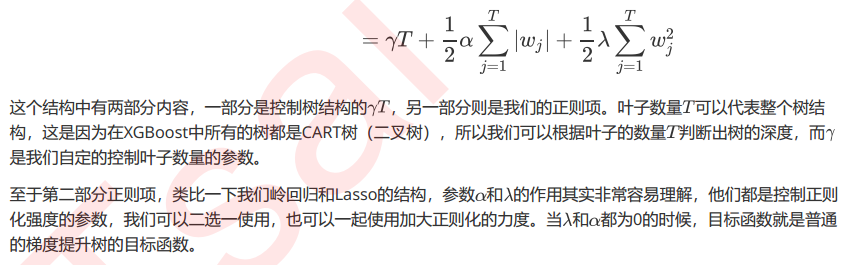 = γT + \frac{1}{2}α\sum_{j=1}^{T}|w_j| + \frac{1}{2}λ\sum_{j=1}^{T}w_j^2
这个结构中有两部分内容，一部分是控制树结构的γT，另一部分则是我们的正则项。叶子数量T可以代表整个树结
构，这是因为在XGBoost中所有的树都是CART树（二叉树），所以我们可以根据叶子的数量T判断出树的深度，而γ
是我们自定的控制叶子数量的参数。
至于第二部分正则项，类比一下我们岭回归和Lasso的结构，参数α和λ的作用其实非常容易理解，他们都是控制正则
化强度的参数，我们可以二选一使用，也可以一起使用加大正则化的力度。当λ和α都为0的时候，目标函数就是普通
的梯度提升树的目标函数。
Tsai